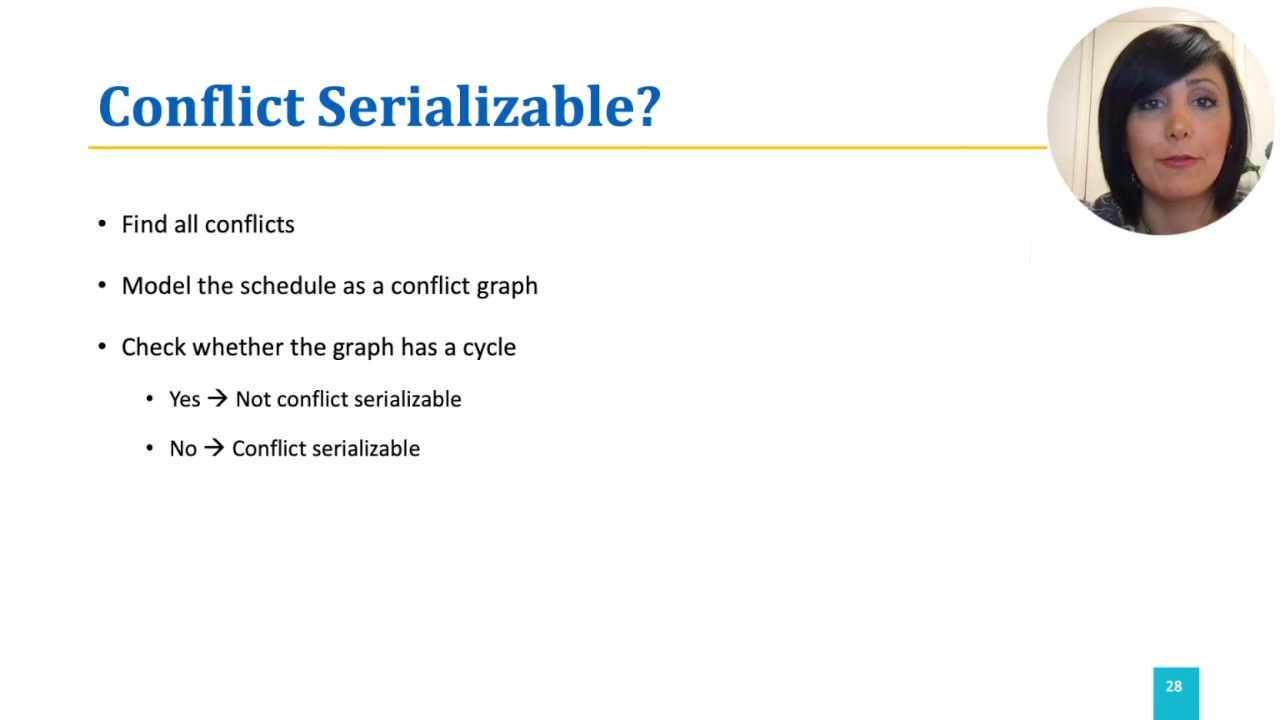 Conflict Serializable?
• Find all conflicts
• Model the schedule as a conflict graph
• Check whether the graph has a cycle
• Yes → Not conflict serializable
• No → Conflict serializable
28